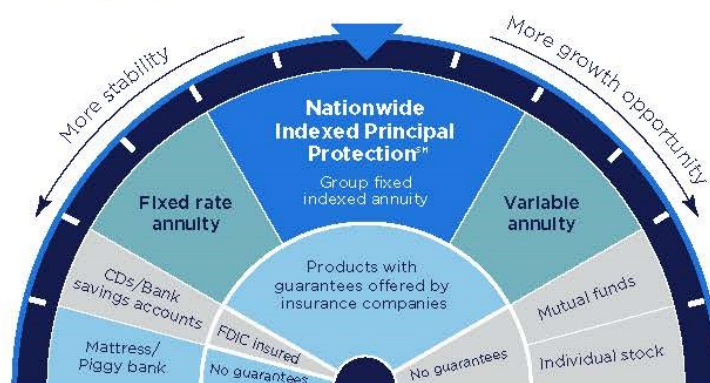 More stability
More growth opportunity
Nationwide
Indexed Principal
Protection℠
Group fixed
indexed annuity
Fixed rate
annuity
Variable
annuity
Products with
guarantees offered by
insurance companies
CDs/Bank
savings accounts
FDIC insured
Mattress/
Piggy bank
No guarantees
No guarantees
Mutual funds
Individual stock